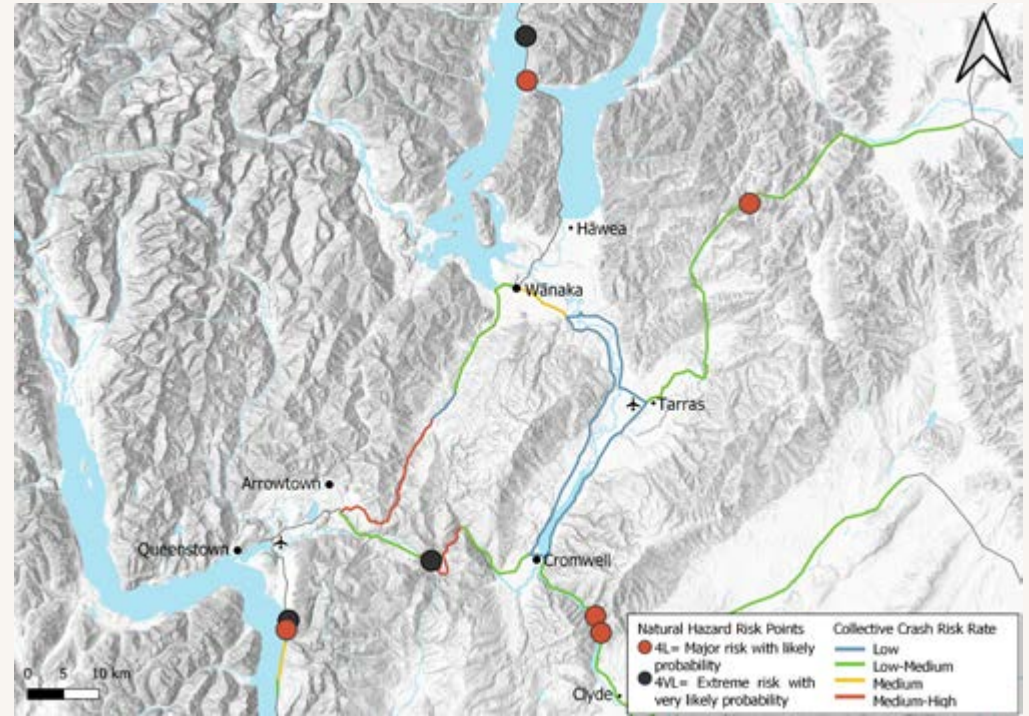 Hāwea
Wānaka
Tarras
Arrowtown
Queenstown
Cromwell
Clyde
0 5 10 km
Natural Hazard Risk Points
4L= Major risk with likely
probability
4VL= Extreme risk with
very likely probability
Collective Crash Risk Rate
Low
Low-Medium
Medium
Medium-High